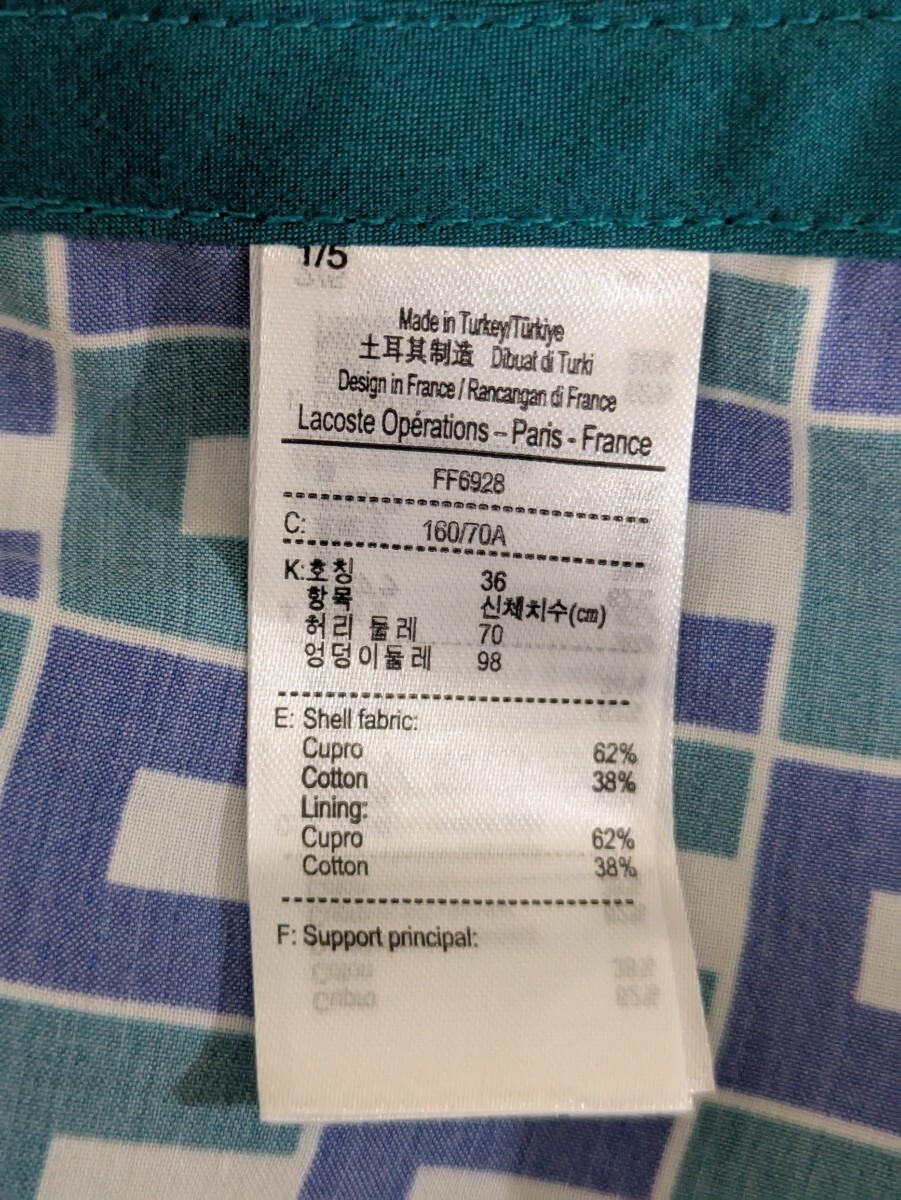 1/5
Made in Turkey/Türkiye
土耳其制造 Dibuat di Turki
Design in France / Rancangan di France
Lacoste Opérations – Paris - France
FF6928
C: 160/70A
K:호칭 36
항목 신체치수(cm)
허리 둘레 70
엉덩이둘레 98
E: Shell fabric:
Cupro 62%
Cotton 38%
Lining:
Cupro 62%
Cotton 38%
F: Support principal: